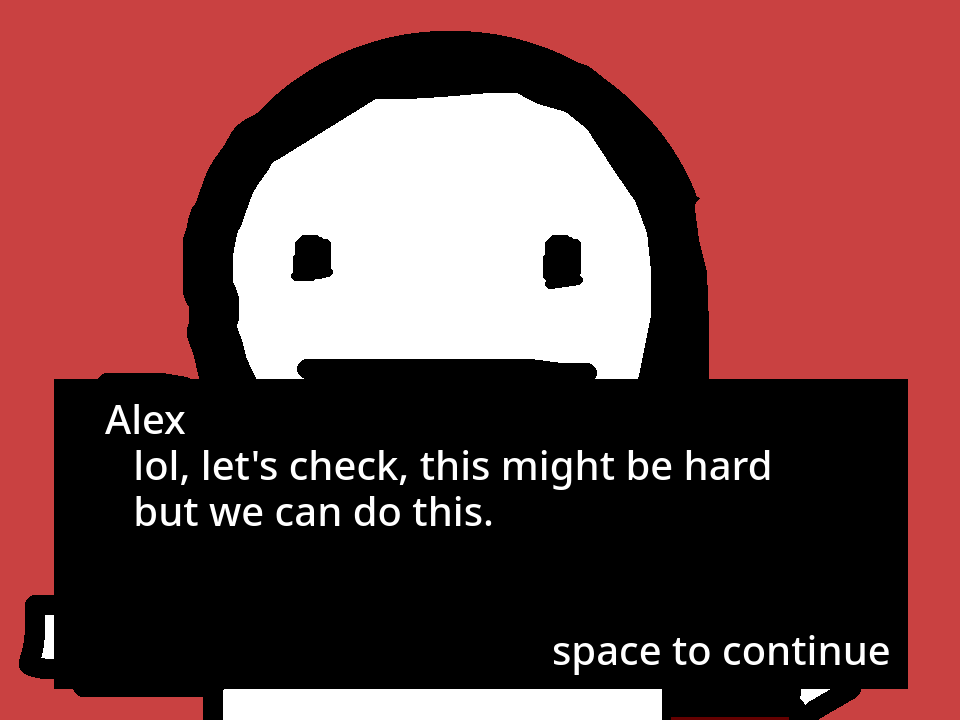 Alex
lol, let's check, this might be hard
but we can do this.
space to continue